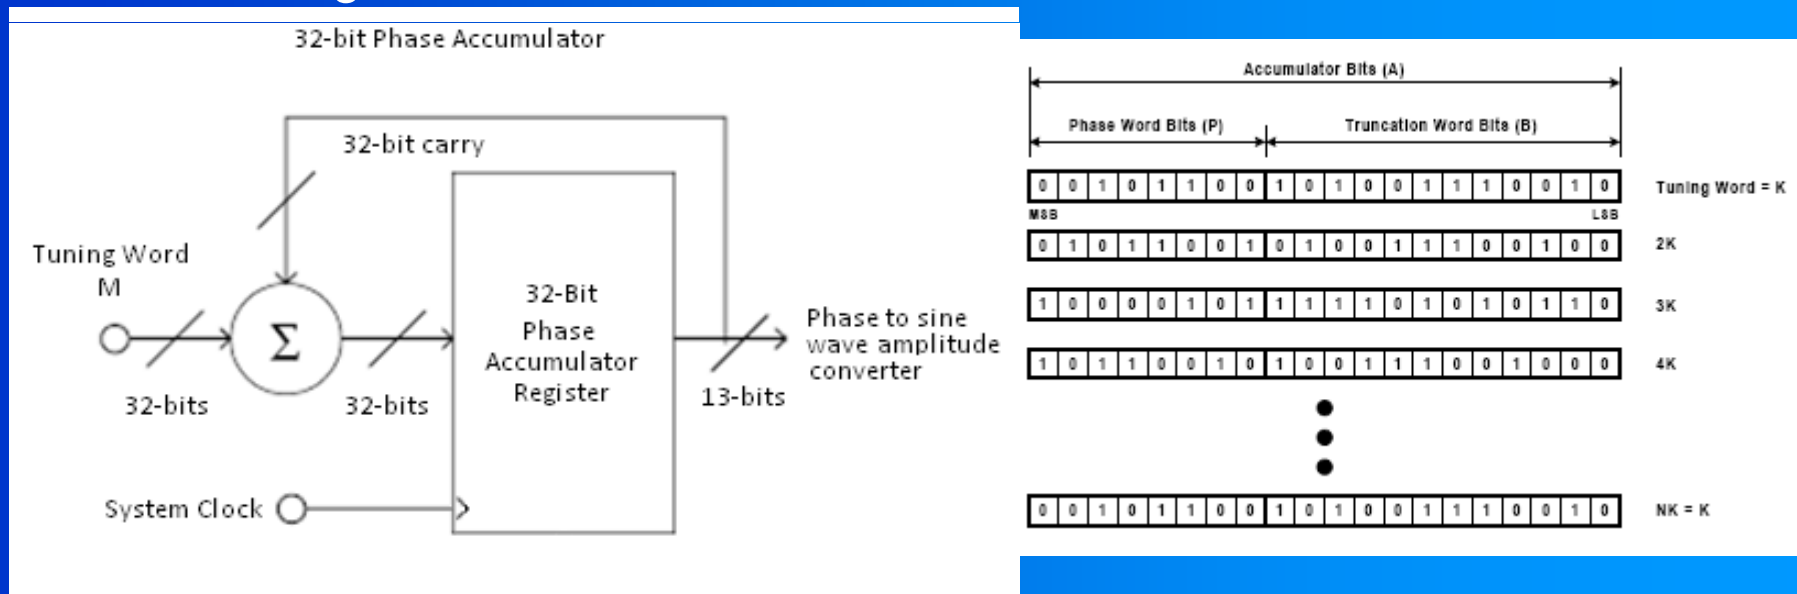 32-bit Phase Accumulator
32-bit carry
Tuning Word
M
Σ
32-Bit
Phase
Accumulator
Register
Phase to sine
wave amplitude
converter
32-bits
32-bits
13-bits
System Clock
Accumulator Bits (A)
Phase Word Bits (P)
Truncation Word Bits (B)
0 0 1 0 1 1 0 0 1 0 1 0 0 1 1 1 0 0 1 0 Tuning Word = K
MSB LSB
0 1 0 1 1 0 0 1 0 1 0 0 1 1 1 0 0 1 0 0 2K
1 0 0 0 0 1 0 1 1 1 1 1 0 1 0 1 0 1 1 0 3K
1 0 1 1 0 0 1 0 1 0 0 1 1 1 0 0 1 0 0 0 4K
0 0 1 0 1 1 0 0 1 0 1 0 0 1 1 1 0 0 1 0 NK = K